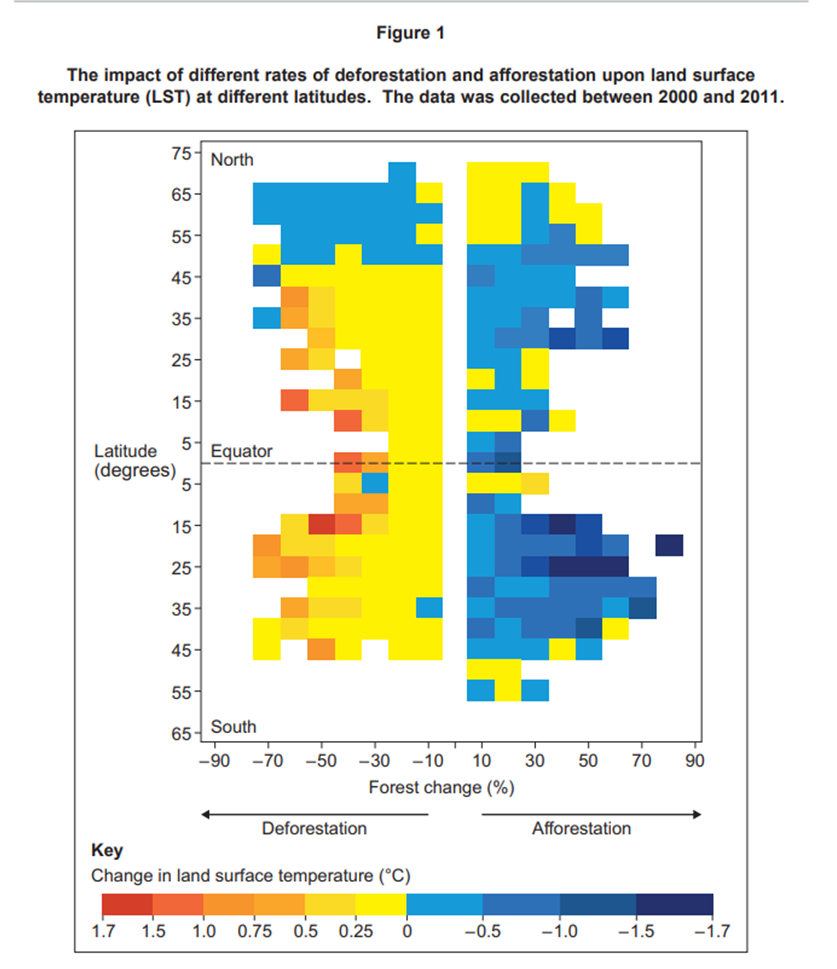 Figure 1
The impact of different rates of deforestation and afforestation upon land surface
temperature (LST) at different latitudes.  The data was collected between 2000 and 2011.
75
North
65
55
45
35
25
15
5
Equator
Latitude
(degrees)
5
15
25
35
45
55
65
South
–90 –70 –50 –30 –10 10 30 50 70 90
Forest change (%)
Deforestation Afforestation
Key
Change in land surface temperature (°C)
1.7 1.5 1.0 0.75 0.5 0.25 0 –0.5 –1.0 –1.5 –1.7